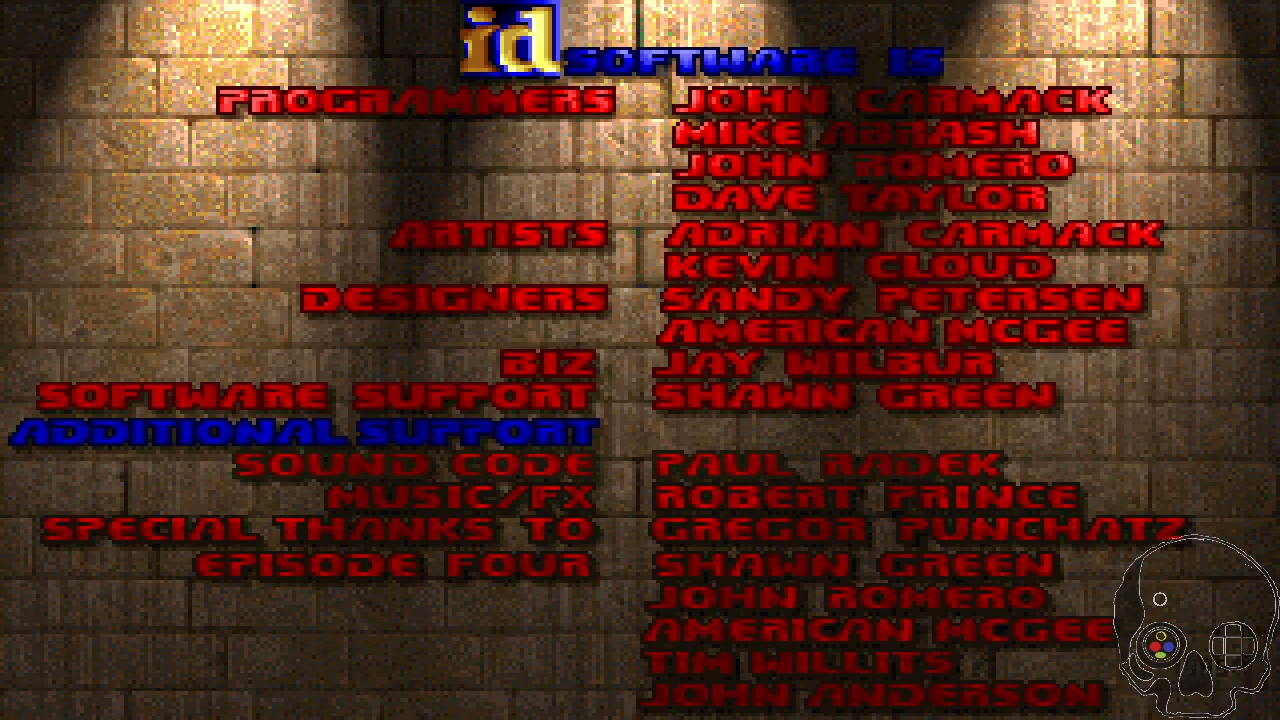 id SOFTWARE IS
PROGRAMMERS JOHN CARMACK
MIKE ABRASH
JOHN ROMERO
DAVE TAYLOR
ARTISTS ADRIAN CARMACK
KEVIN CLOUD
DESIGNERS SANDY PETERSEN
AMERICAN MCGEE
BIZ JAY WILBUR
SOFTWARE SUPPORT SHAWN GREEN
ADDITIONAL SUPPORT
SOUND CODE PAUL RADEK
MUSIC/FX ROBERT PRINCE
SPECIAL THANKS TO GREGOR PUNCHATZ
EPISODE FOUR SHAWN GREEN
JOHN ROMERO
AMERICAN MCGEE
TIM WILLITS
JOHN ANDERSON